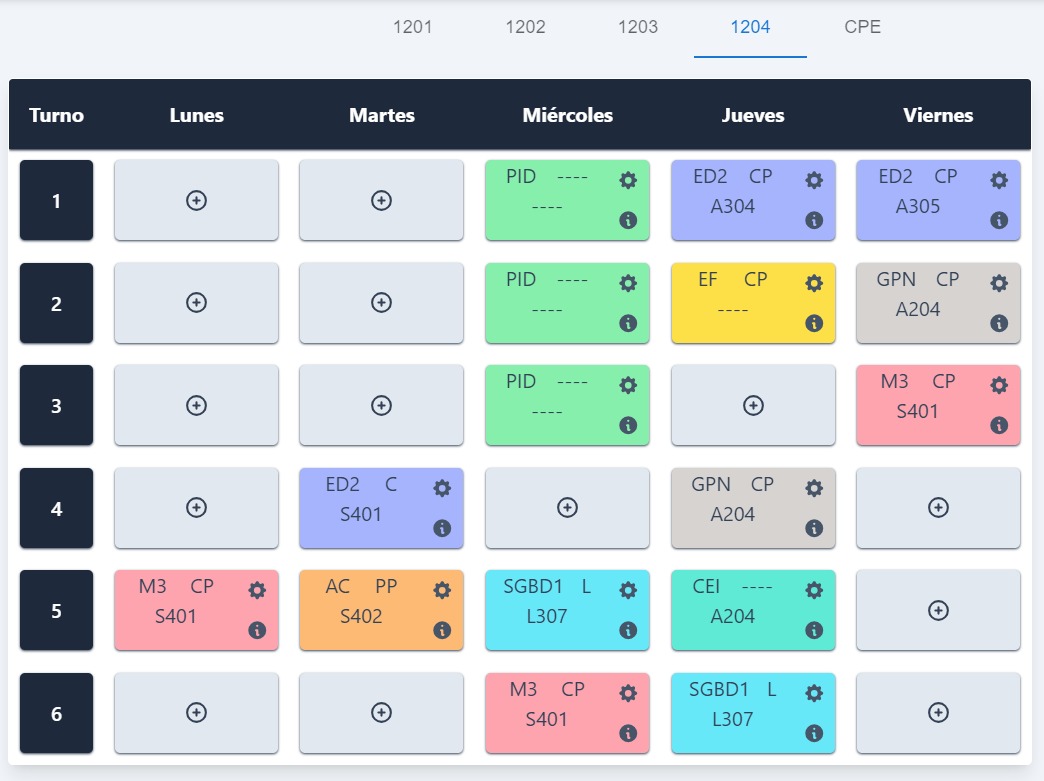 1201 1202 1203 1204 CPE
Turno Lunes Martes Miércoles Jueves Viernes
1 PID ---- ED2 CP ED2 CP
---- A304 A305
2 PID ---- EF CP GPN CP
---- ---- A204
3 PID ---- M3 CP
---- S401
4 ED2 C GPN CP
S401 A204
5 M3 CP AC PP SGBD1 L CEI ----
S401 S402 L307 A204
6 M3 CP SGBD1 L
S401 L307